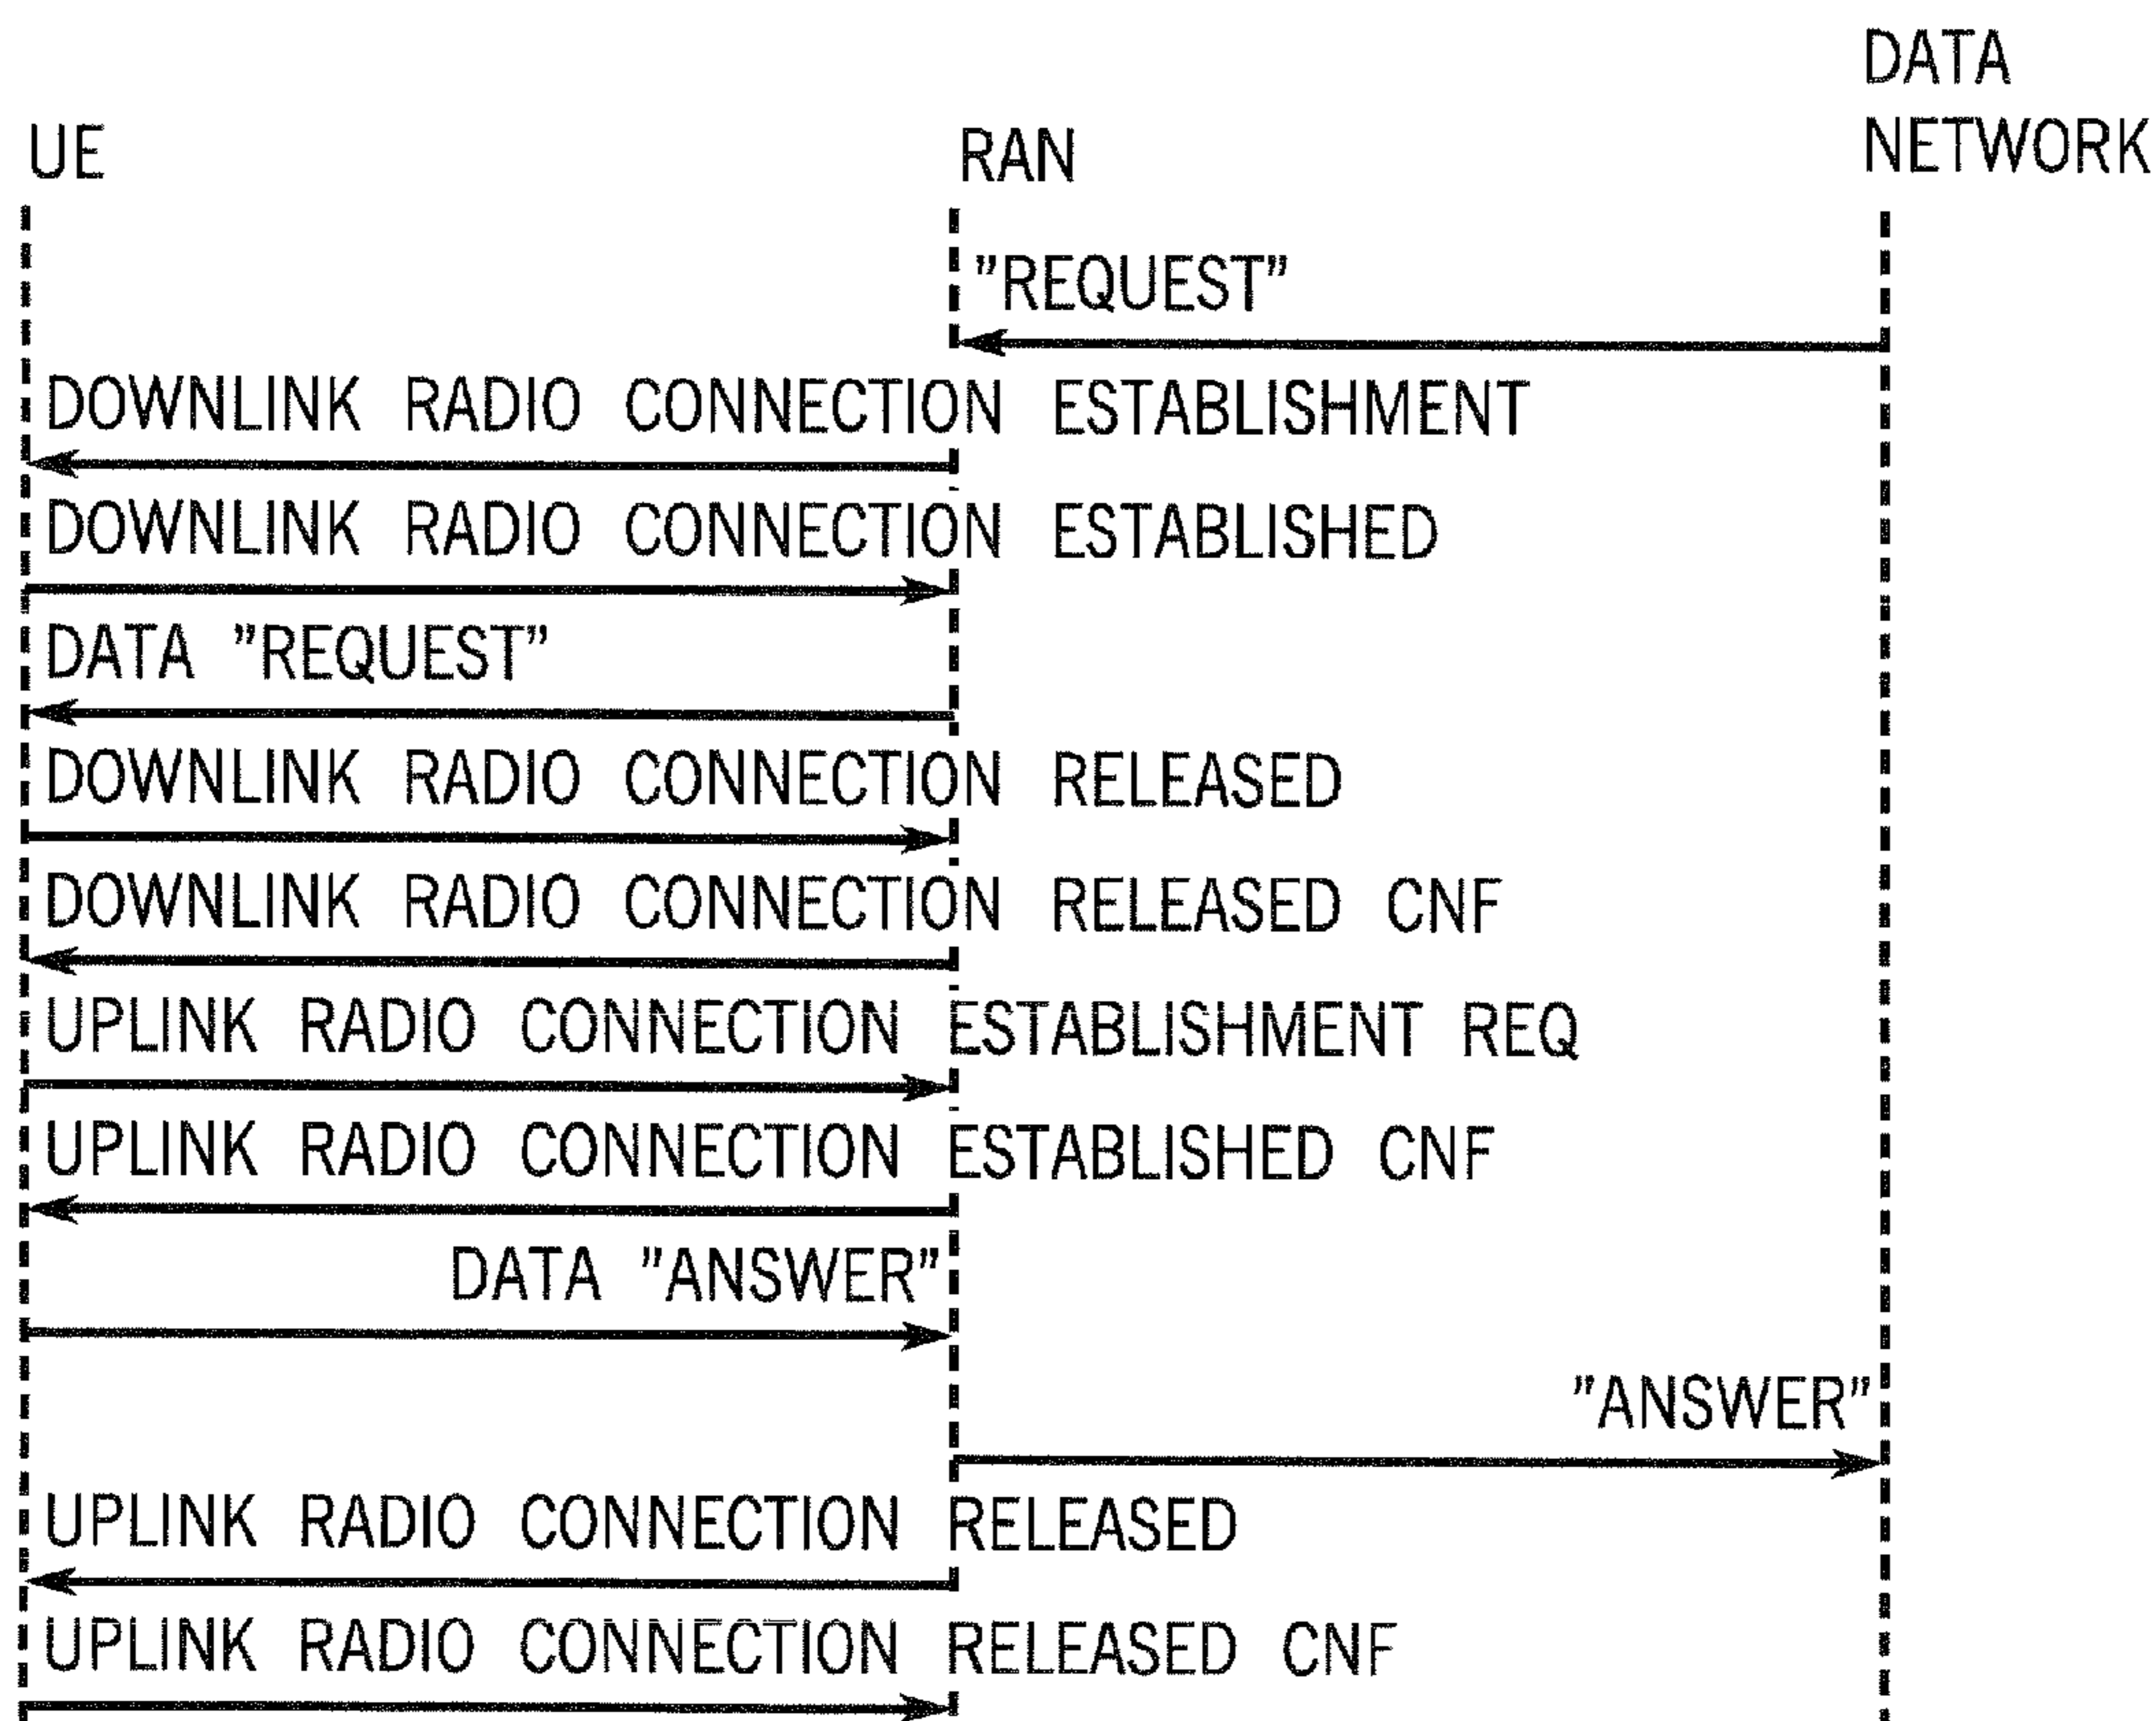 DATA
UE RAN NETWORK
”REQUEST”
DOWNLINK RADIO CONNECTION ESTABLISHMENT
DOWNLINK RADIO CONNECTION ESTABLISHED
DATA ”REQUEST”
DOWNLINK RADIO CONNECTION RELEASED
DOWNLINK RADIO CONNECTION RELEASED CNF
UPLINK RADIO CONNECTION ESTABLISHMENT REQ
UPLINK RADIO CONNECTION ESTABLISHED CNF
DATA ”ANSWER”
”ANSWER”
UPLINK RADIO CONNECTION RELEASED
UPLINK RADIO CONNECTION RELEASED CNF